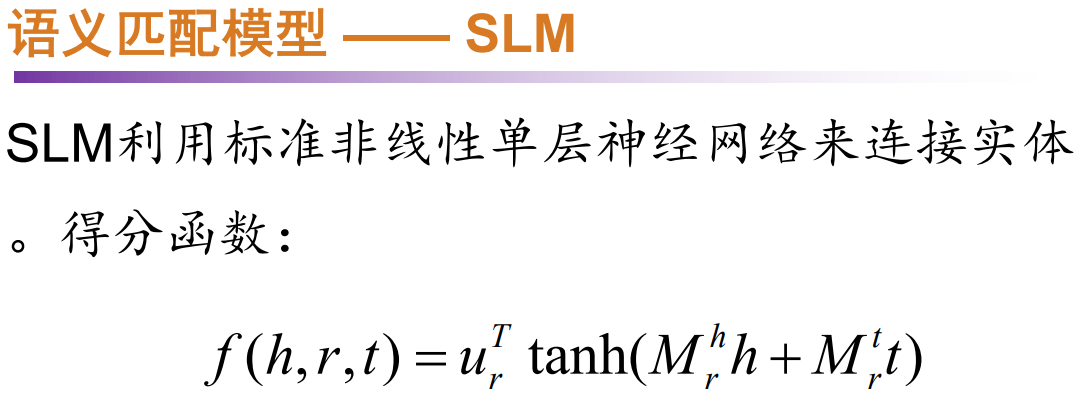 语义匹配模型 —— SLM
SLM利用标准非线性单层神经网络来连接实体
。得分函数：
f(h,r,t) = u_r^T tanh(M_r^h h + M_r^t t)